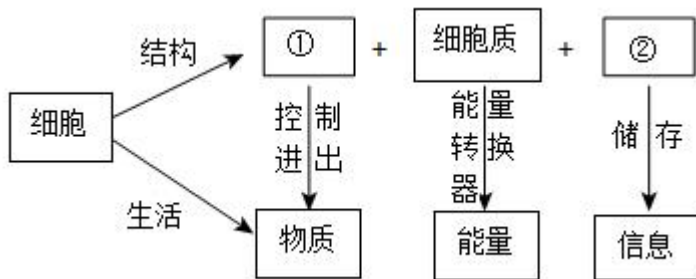 结构
①
+
细胞质
+
②
细胞
控制
进出
能量
转换
器
储存
生活
物质
能量
信息